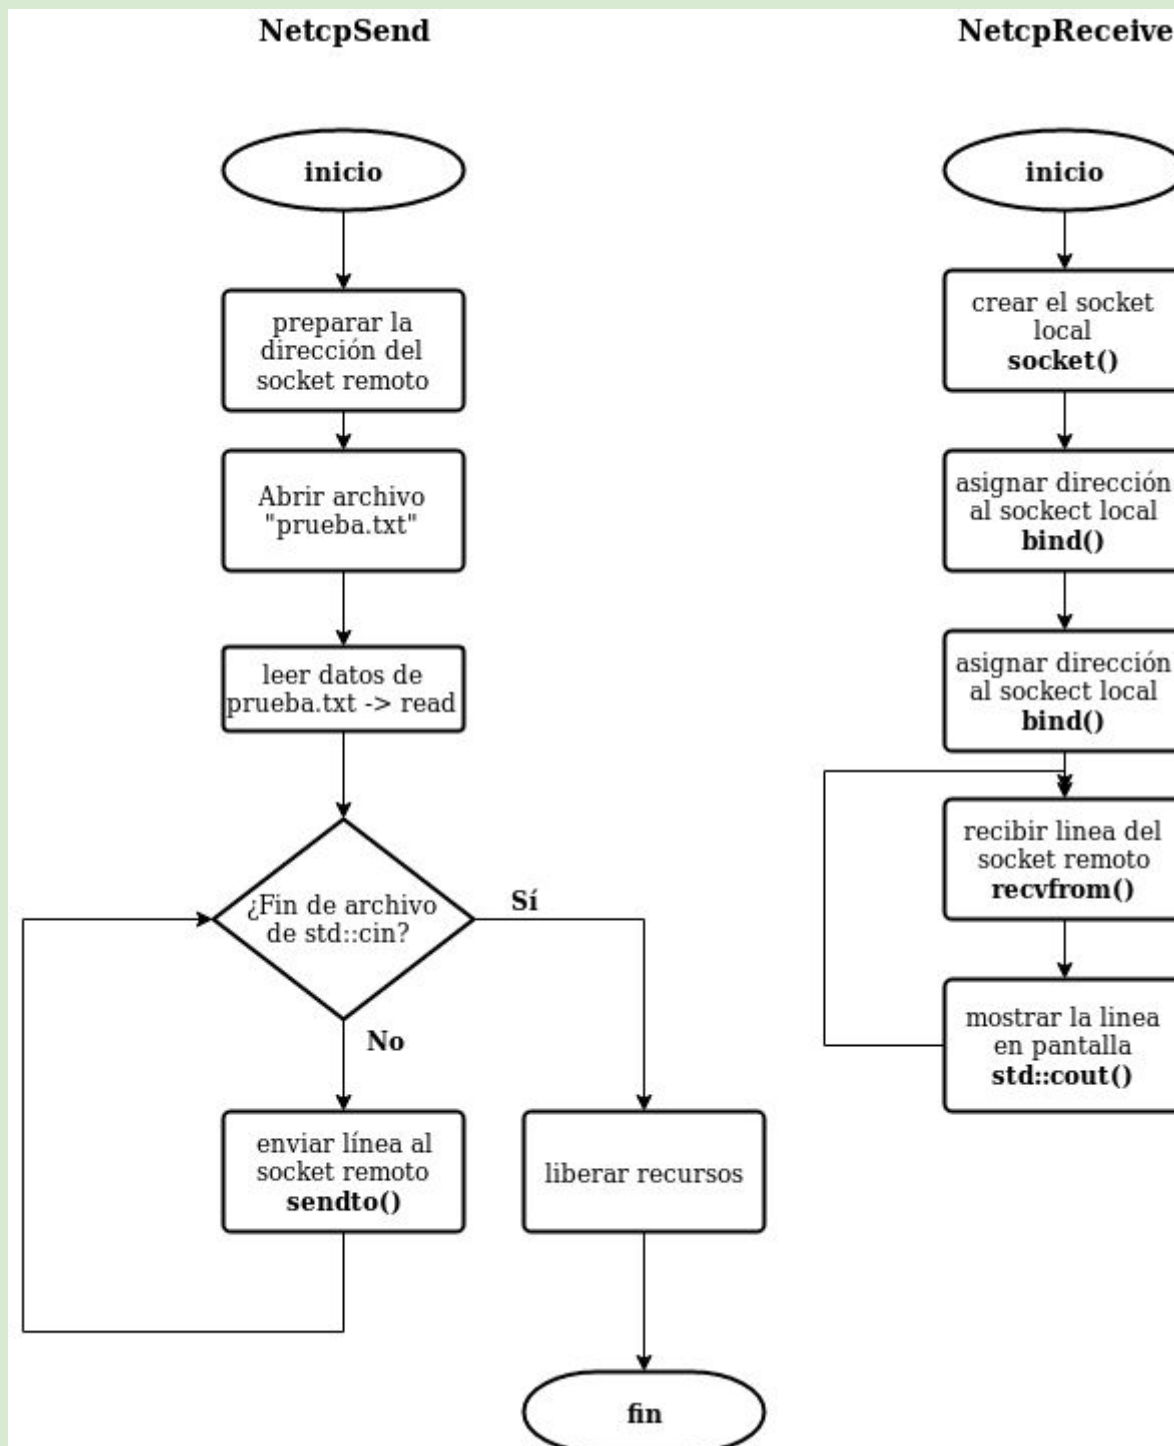 NetcpSend
inicio
preparar la
dirección del
socket remoto
Abrir archivo
"prueba.txt"
leer datos de
prueba.txt -> read
¿Fin de archivo
de std::cin?
Sí
No
enviar línea al
socket remoto
sendto()
liberar recursos
fin
NetcpReceive
inicio
crear el socket
local
socket()
asignar dirección
al sockect local
bind()
asignar dirección
al sockect local
bind()
recibir linea del
socket remoto
recvfrom()
mostrar la linea
en pantalla
std::cout()